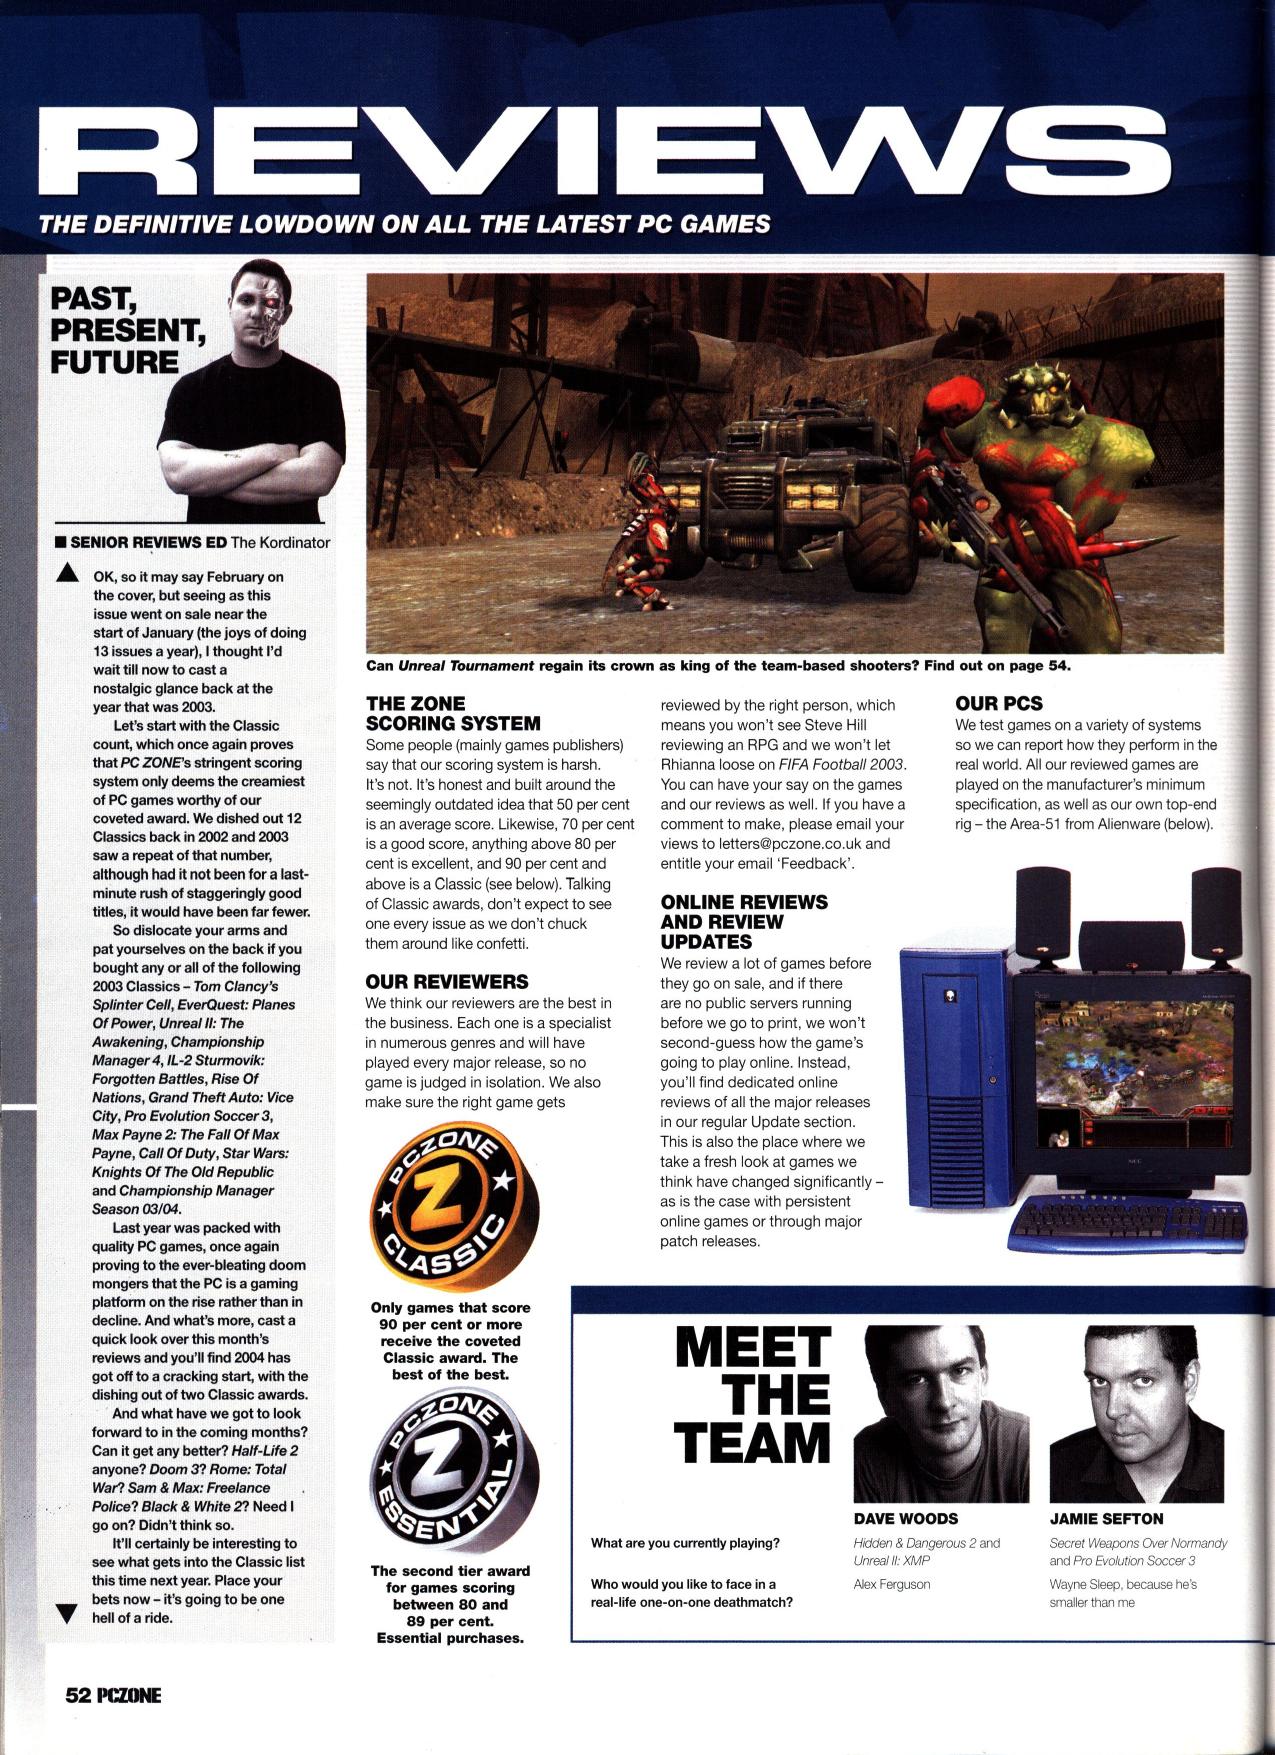 REVIEWS
THE DEFINITIVE LOWDOWN ON ALL THE LATEST PC GAMES
PAST,
PRESENT,
FUTURE
■ SENIOR REVIEWS ED The Kordinator
▲ OK, so it may say February on
the cover, but seeing as this
issue went on sale near the
start of January (the joys of doing
13 issues a year), I thought I'd
wait till now to cast a
nostalgic glance back at the
year that was 2003.
Let's start with the Classic
count, which once again proves
that PC ZONE's stringent scoring
system only deems the creamiest
of PC games worthy of our
coveted award. We dished out 12
Classics back in 2002 and 2003
saw a repeat of that number,
although had it not been for a last-
minute rush of staggeringly good
titles, it would have been far fewer.
So dislocate your arms and
pat yourselves on the back if you
bought any or all of the following
2003 Classics – Tom Clancy's
Splinter Cell, EverQuest: Planes
Of Power, Unreal II: The
Awakening, Championship
Manager 4, IL-2 Sturmovik:
Forgotten Battles, Rise Of
Nations, Grand Theft Auto: Vice
City, Pro Evolution Soccer 3,
Max Payne 2: The Fall Of Max
Payne, Call Of Duty, Star Wars:
Knights Of The Old Republic
and Championship Manager
Season 03/04.
Last year was packed with
quality PC games, once again
proving to the ever-bleating doom
mongers that the PC is a gaming
platform on the rise rather than in
decline. And what's more, cast a
quick look over this month's
reviews and you'll find 2004 has
got off to a cracking start, with the
dishing out of two Classic awards.
And what have we got to look
forward to in the coming months?
Can it get any better? Half-Life 2
anyone? Doom 3? Rome: Total
War? Sam & Max: Freelance
Police? Black & White 2? Need I
go on? Didn't think so.
It'll certainly be interesting to
see what gets into the Classic list
this time next year. Place your
bets now – it's going to be one
▼ hell of a ride.
Can Unreal Tournament regain its crown as king of the team-based shooters? Find out on page 54.
THE ZONE
SCORING SYSTEM
Some people (mainly games publishers)
say that our scoring system is harsh.
It's not. It's honest and built around the
seemingly outdated idea that 50 per cent
is an average score. Likewise, 70 per cent
is a good score, anything above 80 per
cent is excellent, and 90 per cent and
above is a Classic (see below). Talking
of Classic awards, don't expect to see
one every issue as we don't chuck
them around like confetti.
OUR REVIEWERS
We think our reviewers are the best in
the business. Each one is a specialist
in numerous genres and will have
played every major release, so no
game is judged in isolation. We also
make sure the right game gets
reviewed by the right person, which
means you won't see Steve Hill
reviewing an RPG and we won't let
Rhianna loose on FIFA Football 2003.
You can have your say on the games
and our reviews as well. If you have a
comment to make, please email your
views to letters@pczone.co.uk and
entitle your email 'Feedback'.
ONLINE REVIEWS
AND REVIEW
UPDATES
We review a lot of games before
they go on sale, and if there
are no public servers running
before we go to print, we won't
second-guess how the game's
going to play online. Instead,
you'll find dedicated online
reviews of all the major releases
in our regular Update section.
This is also the place where we
take a fresh look at games we
think have changed significantly –
as is the case with persistent
online games or through major
patch releases.
OUR PCS
We test games on a variety of systems
so we can report how they perform in the
real world. All our reviewed games are
played on the manufacturer's minimum
specification, as well as our own top-end
rig – the Area-51 from Alienware (below).
NEC
PCZONE
Z
CLASSIC
Only games that score
90 per cent or more
receive the coveted
Classic award. The
best of the best.
PCZONE
Z
ESSENTIAL
The second tier award
for games scoring
between 80 and
89 per cent.
Essential purchases.
MEET
THE
TEAM
DAVE WOODS
JAMIE SEFTON
What are you currently playing?
Hidden & Dangerous 2 and
Unreal II: XMP
Secret Weapons Over Normandy
and Pro Evolution Soccer 3
Who would you like to face in a
real-life one-on-one deathmatch?
Alex Ferguson
Wayne Sleep, because he's
smaller than me
52 PCZONE